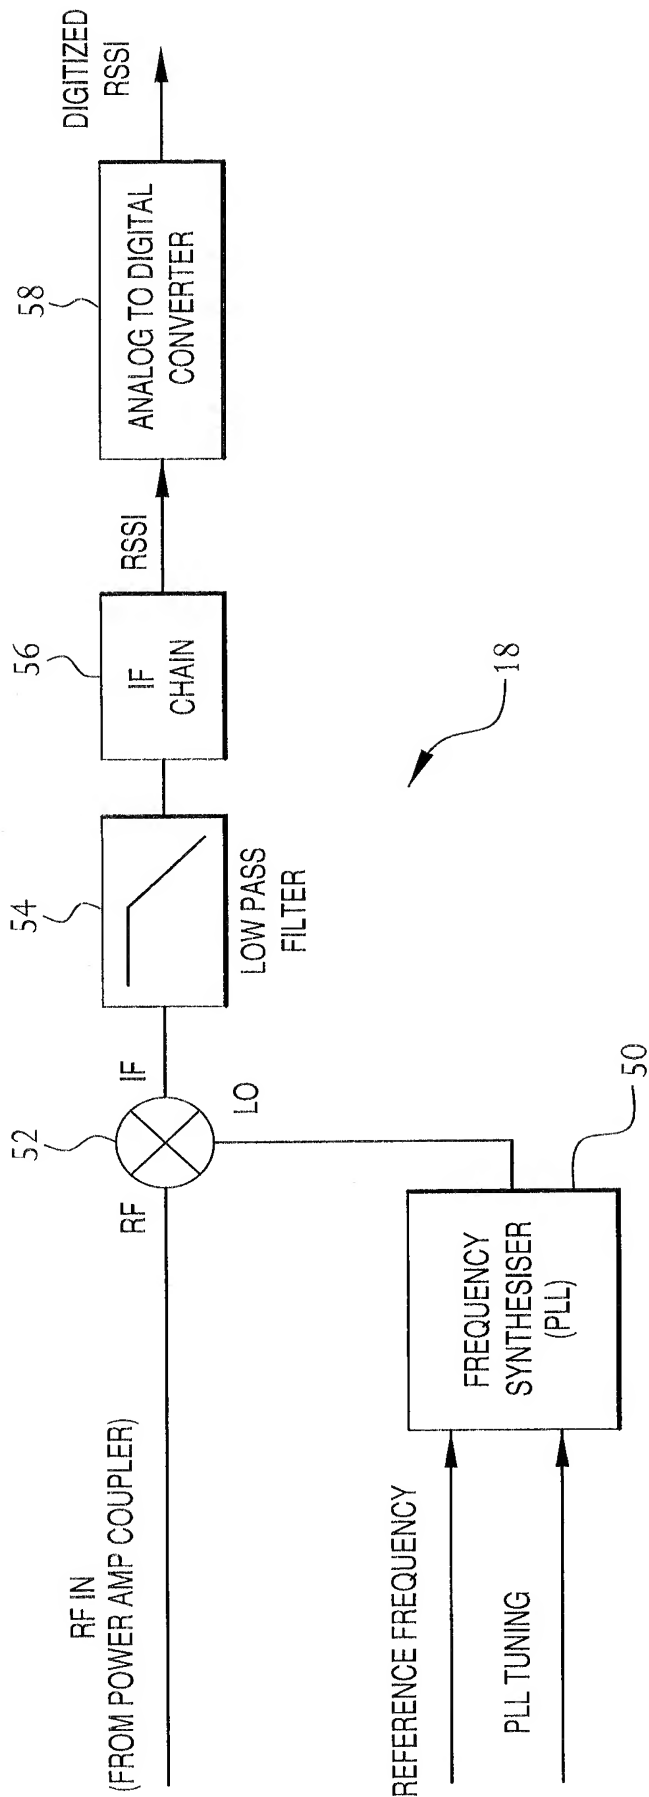 RF IN
(FROM POWER AMP COUPLER)
RF
52
IF
LO
54
LOW PASS
FILTER
56
IF
CHAIN
RSSI
58
ANALOG TO DIGITAL
CONVERTER
DIGITIZED
RSSI
REFERENCE FREQUENCY
PLL TUNING
FREQUENCY
SYNTHESISER
(PLL)
50
18